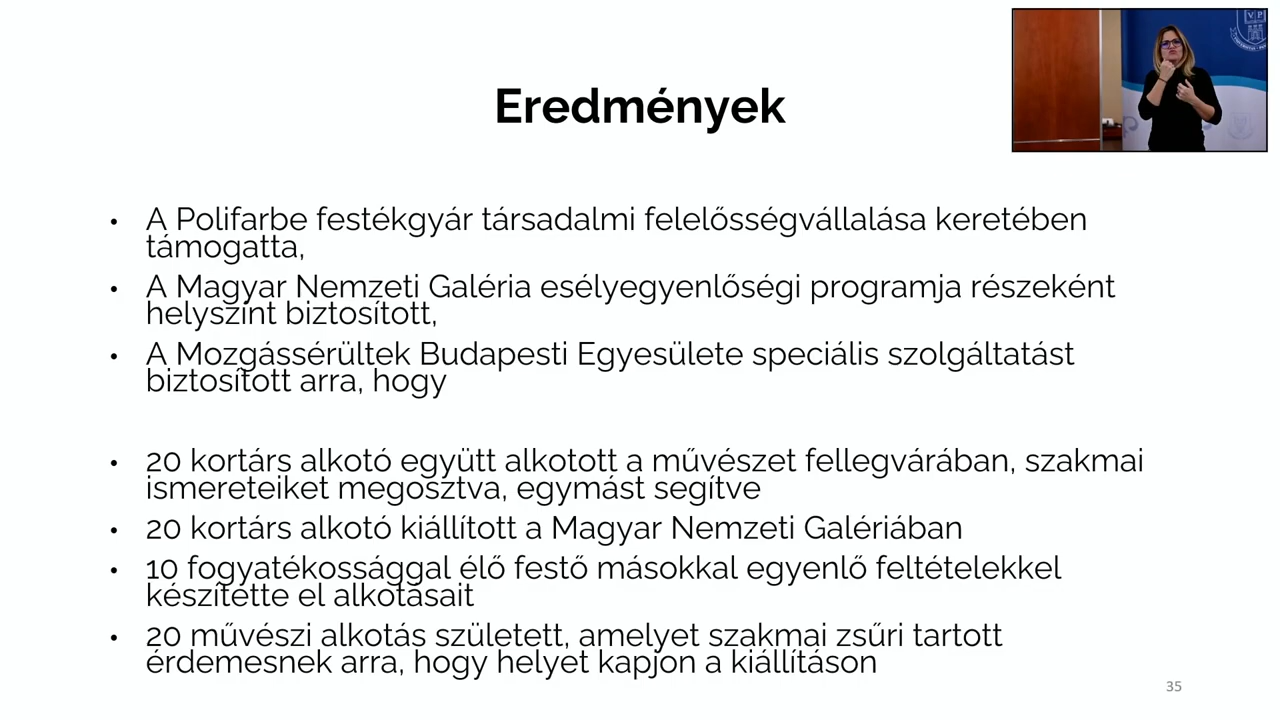 Eredmények
• A Polifarbe festékgyár társadalmi felelősségvállalása keretében
támogatta,
• A Magyar Nemzeti Galéria esélyegyenlőségi programja részeként
helyszínt biztosított,
• A Mozgássérültek Budapesti Egyesülete speciális szolgáltatást
biztosított arra, hogy
• 20 kortárs alkotó együtt alkotott a művészet fellegvárában, szakmai
ismereteiket megosztva, egymást segítve
• 20 kortárs alkotó kiállított a Magyar Nemzeti Galériában
• 10 fogyatékossággal élő festő másokkal egyenlő feltételekkel
készítette el alkotásait
• 20 művészi alkotás született, amelyet szakmai zsűri tartott
érdemesnek arra, hogy helyet kapjon a kiállításon
35